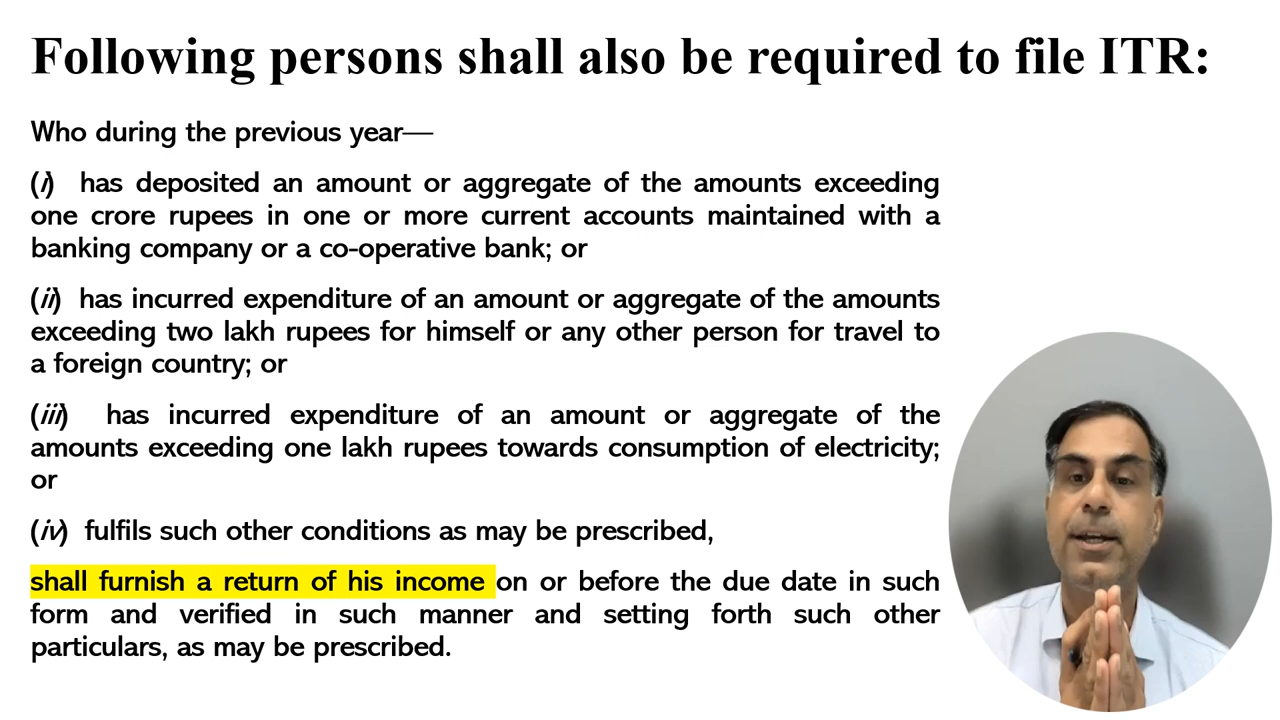 Following persons shall also be required to file ITR:
Who during the previous year—
(i) has deposited an amount or aggregate of the amounts exceeding
one crore rupees in one or more current accounts maintained with a
banking company or a co-operative bank; or
(ii) has incurred expenditure of an amount or aggregate of the amounts
exceeding two lakh rupees for himself or any other person for travel to
a foreign country; or
(iii) has incurred expenditure of an amount or aggregate of the
amounts exceeding one lakh rupees towards consumption of electricity;
or
(iv) fulfils such other conditions as may be prescribed,
shall furnish a return of his income on or before the due date in such
form and verified in such manner and setting forth such other
particulars, as may be prescribed.